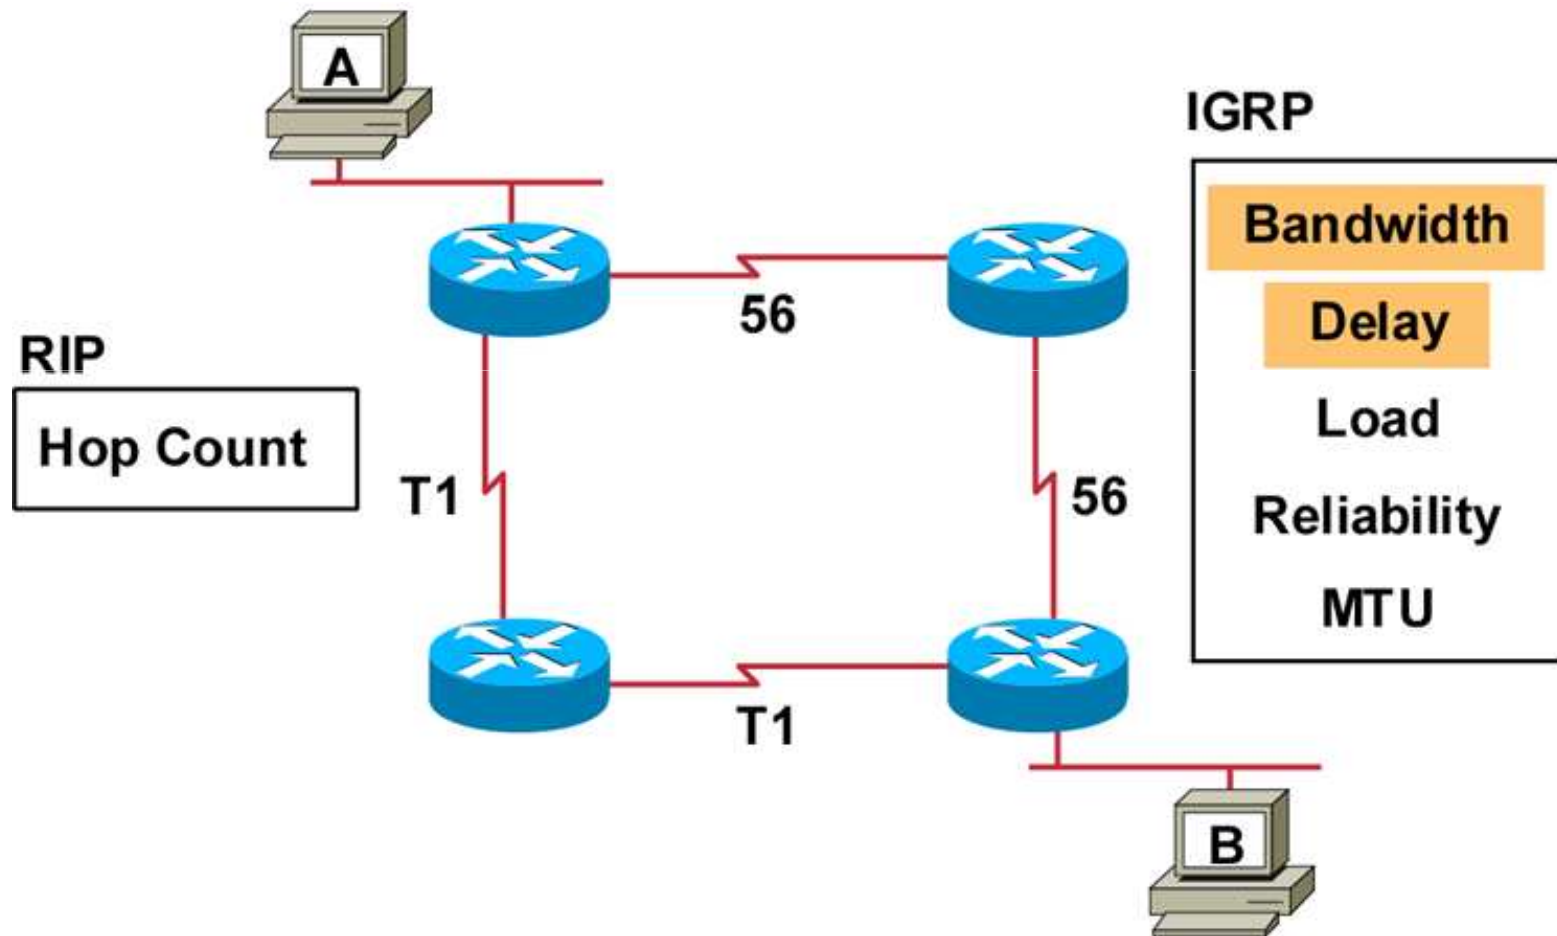 A
IGRP
Bandwidth
56
Delay
RIP
Load
Hop Count
T1
56
Reliability
MTU
T1
B